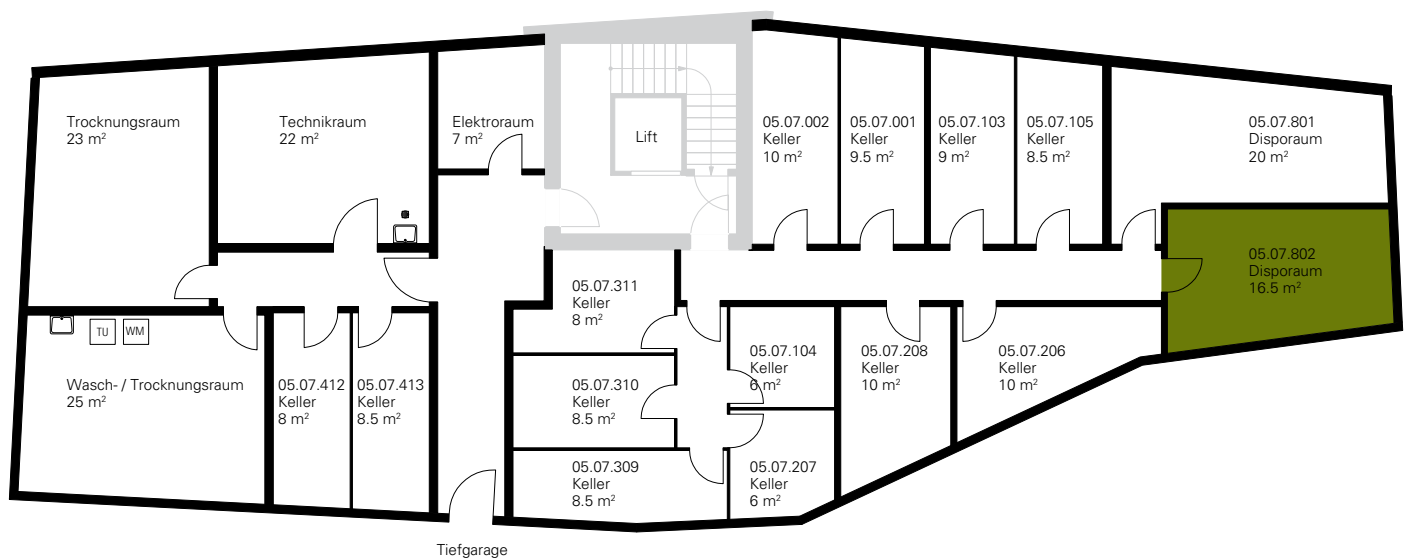 Trocknungsraum
23 m²
Technikraum
22 m²
Elektroraum
7 m²
Lift
05.07.002
Keller
10 m²
05.07.001
Keller
9.5 m²
05.07.103
Keller
9 m²
05.07.105
Keller
8.5 m²
05.07.801
Disporaum
20 m²
05.07.802
Disporaum
16.5 m²
05.07.311
Keller
8 m²
TU
WM
Wasch- / Trocknungsraum
25 m²
05.07.412
Keller
8 m²
05.07.413
Keller
8.5 m²
05.07.310
Keller
8.5 m²
05.07.104
Keller
6 m²
05.07.208
Keller
10 m²
05.07.206
Keller
10 m²
05.07.309
Keller
8.5 m²
05.07.207
Keller
6 m²
Tiefgarage